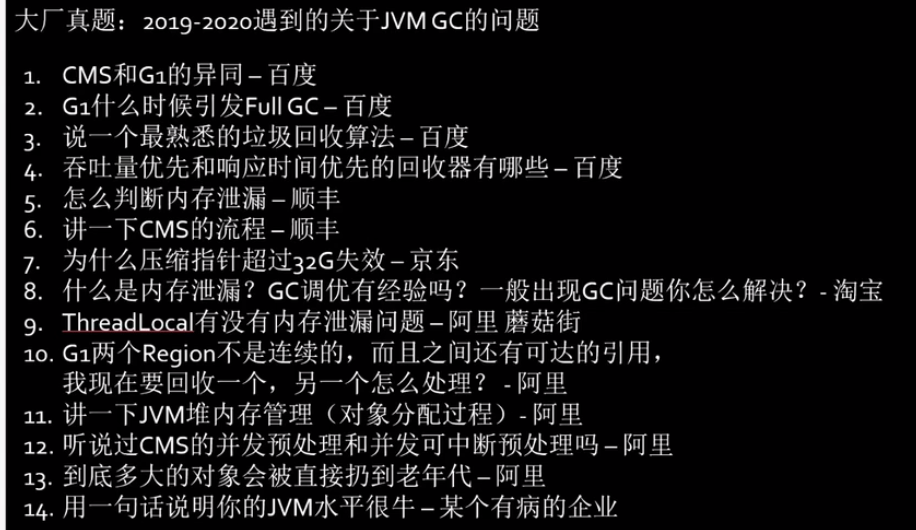 大厂真题：2019-2020遇到的关于JVM GC的问题
1. CMS和G1的异同 – 百度
2. G1什么时候引发Full GC – 百度
3. 说一个最熟悉的垃圾回收算法 – 百度
4. 吞吐量优先和响应时间优先的回收器有哪些 – 百度
5. 怎么判断内存泄漏 – 顺丰
6. 讲一下CMS的流程 – 顺丰
7. 为什么压缩指针超过32G失效 – 京东
8. 什么是内存泄漏？GC调优有经验吗？一般出现GC问题你怎么解决？ - 淘宝
9. ThreadLocal有没有内存泄漏问题 – 阿里 蘑菇街
10. G1两个Region不是连续的，而且之间还有可达的引用，
我现在要回收一个，另一个怎么处理？ - 阿里
11. 讲一下JVM堆内存管理（对象分配过程）- 阿里
12. 听说过CMS的并发预处理和并发可中断预处理吗 – 阿里
13. 到底多大的对象会被直接扔到老年代 – 阿里
14. 用一句话说明你的JVM水平很牛 – 某个有病的企业